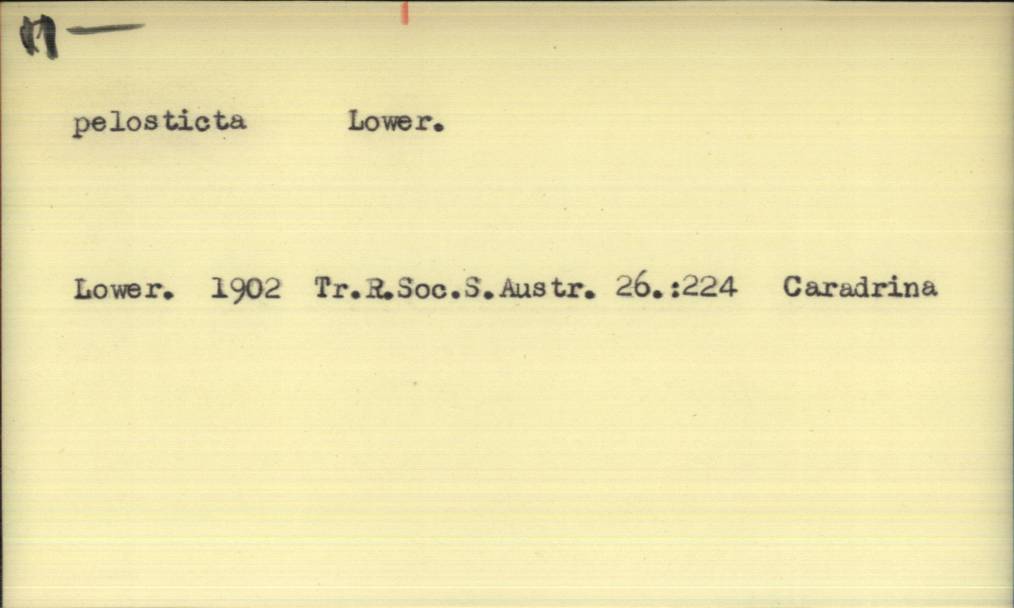 pelosticta Lower.
Lower. 1902 Tr.R.Soc.S.Austr. 26.:224 Caradrina